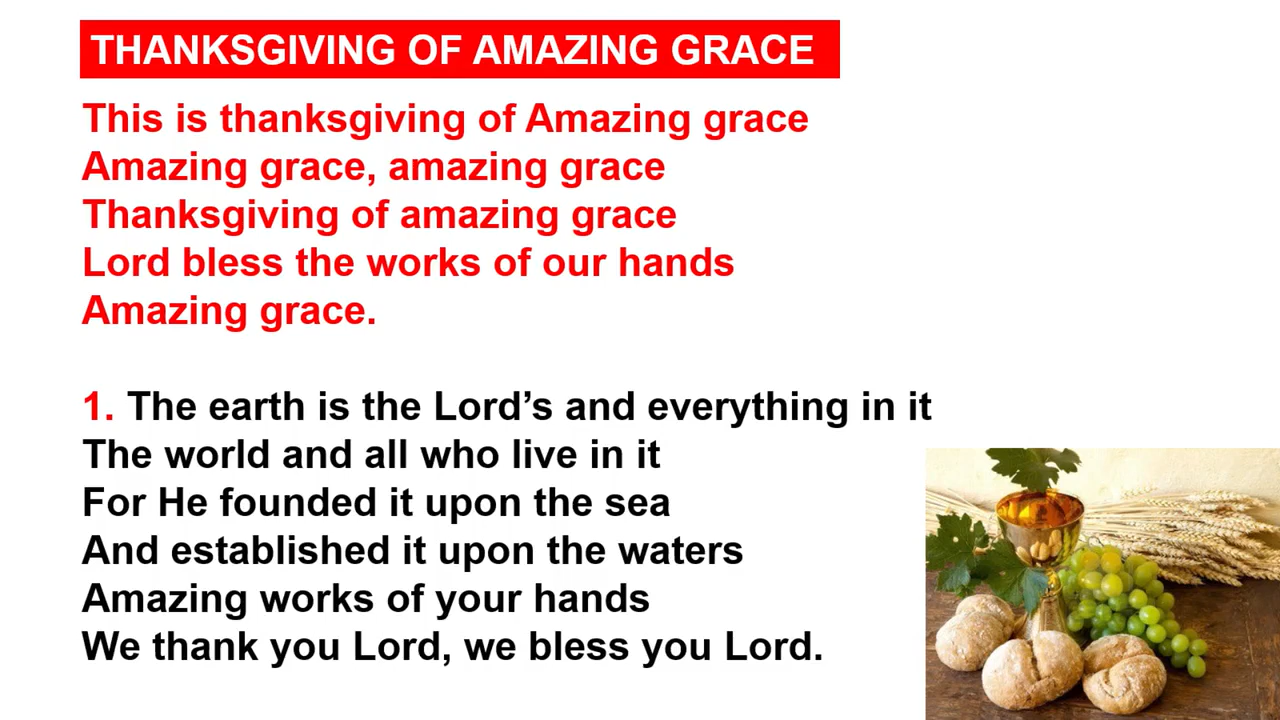 THANKSGIVING OF AMAZING GRACE
This is thanksgiving of Amazing grace
Amazing grace, amazing grace
Thanksgiving of amazing grace
Lord bless the works of our hands
Amazing grace.
1. The earth is the Lord’s and everything in it
The world and all who live in it
For He founded it upon the sea
And established it upon the waters
Amazing works of your hands
We thank you Lord, we bless you Lord.